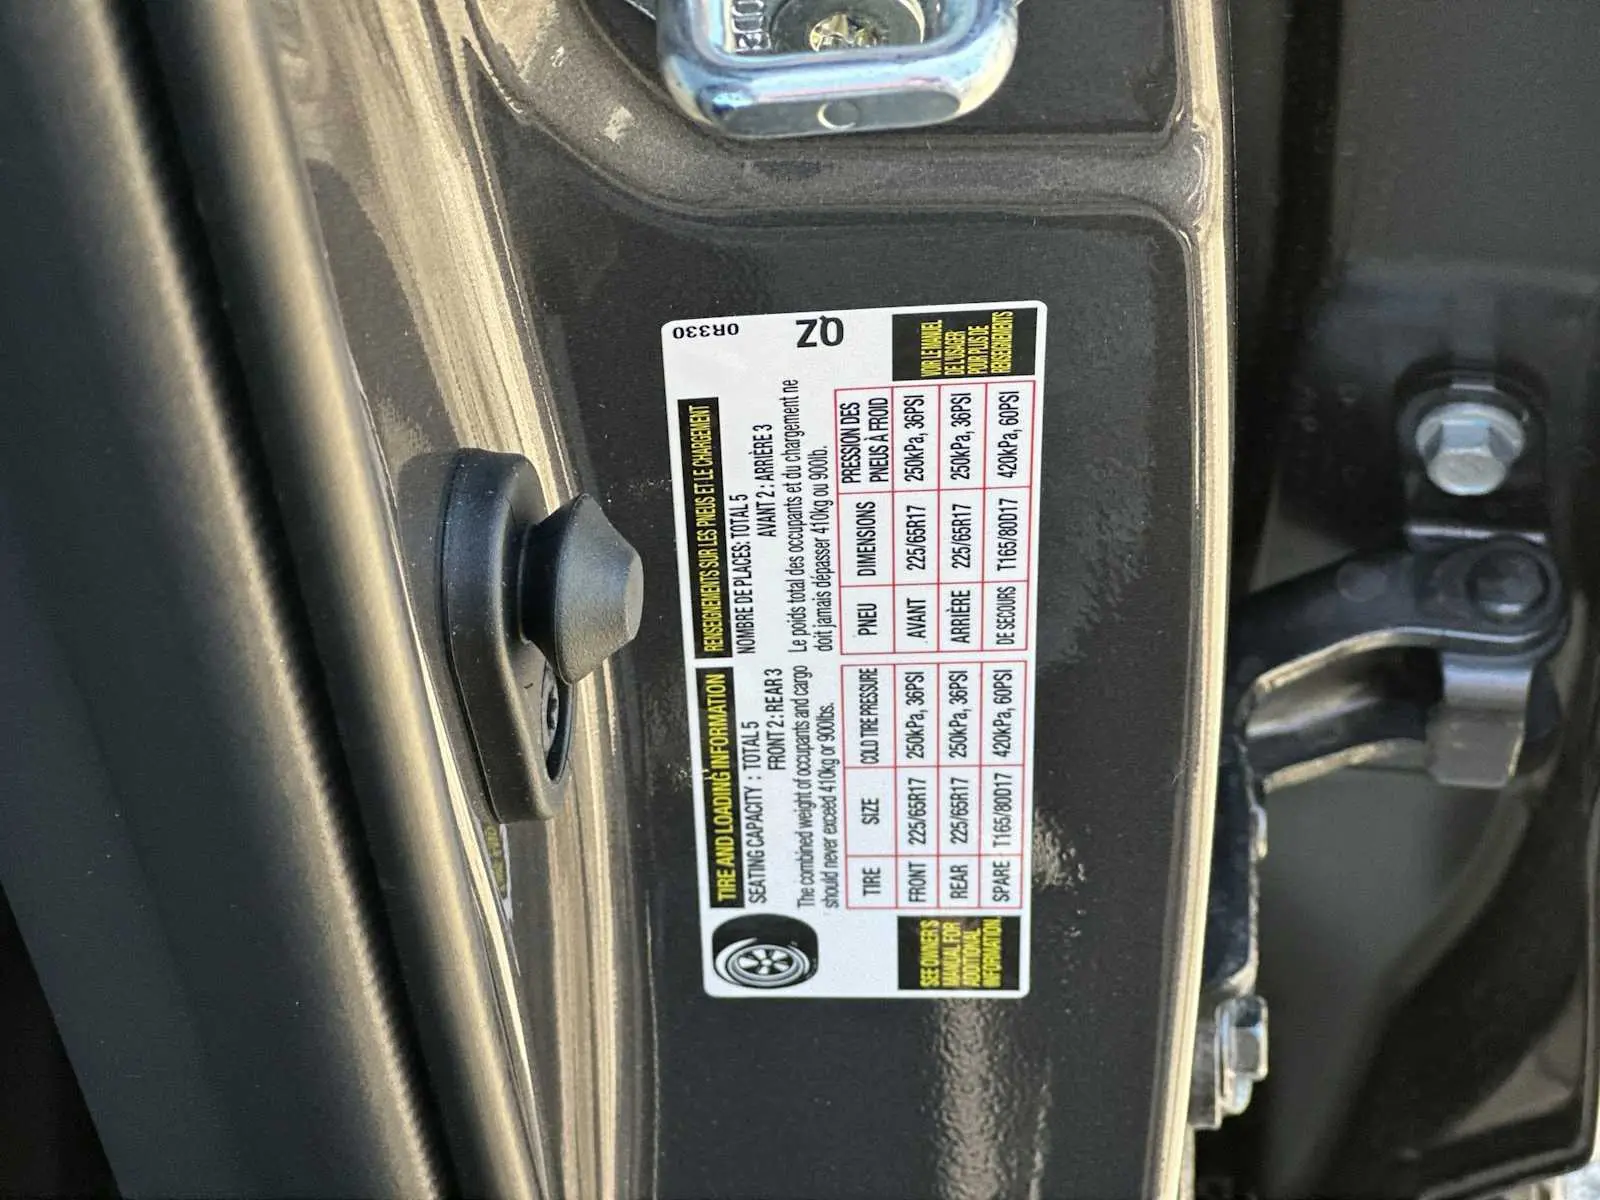 TIRE AND LOADING INFORMATION
SEATING CAPACITY : TOTAL 5
FRONT 2 : REAR 3
The combined weight of occupants and cargo
should never exceed 410kg or 900lbs.
TIRE SIZE COLD TIRE PRESSURE
FRONT 225/65R17 250kPa, 36PSI
REAR 225/65R17 250kPa, 36PSI
SPARE T165/80D17 420kPa, 60PSI
SEE OWNER'S
MANUAL FOR
ADDITIONAL
INFORMATION
RENSEIGNEMENTS SUR LES PNEUS ET LE CHARGEMENT
NOMBRE DE PLACES: TOTAL 5
AVANT 2 : ARRIÈRE 3
Le poids total des occupants et du chargement ne
doit jamais dépasser 410kg ou 900lb.
PNEU DIMENSIONS PRESSION DES
PNEUS À FROID
AVANT 225/65R17 250kPa, 36PSI
ARRIÈRE 225/65R17 250kPa, 36PSI
DE SECOURS T165/80D17 420kPa, 60PSI
0R330
QZ
VOIR LE MANUEL
DE L'USAGER
POUR PLUS DE
RENSEIGNEMENTS